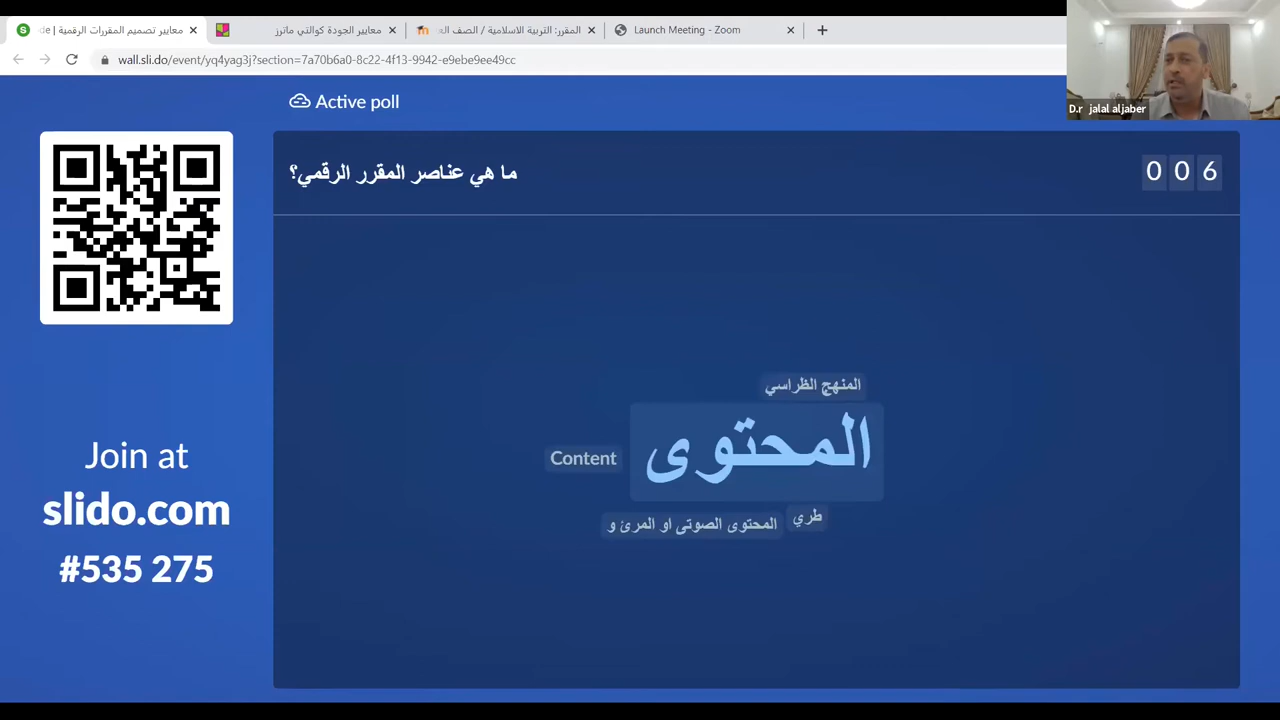 معايير تصميم المقررات الرقمية | de
معايير الجودة كوالتي ماترز
المقرر: التربية الاسلامية / الصف ال
Launch Meeting - Zoom
wall.sli.do/event/yq4yag3j?section=7a70b6a0-8c22-4f13-9942-e9ebe9ee49cc
D.r jalal aljaber
Active poll
ما هي عناصر المقرر الرقمي؟
006
المنهج الظراسي
المحتوى
Content
طري
المحتوى الصوتى او المرئ و
Join at
slido.com
#535 275